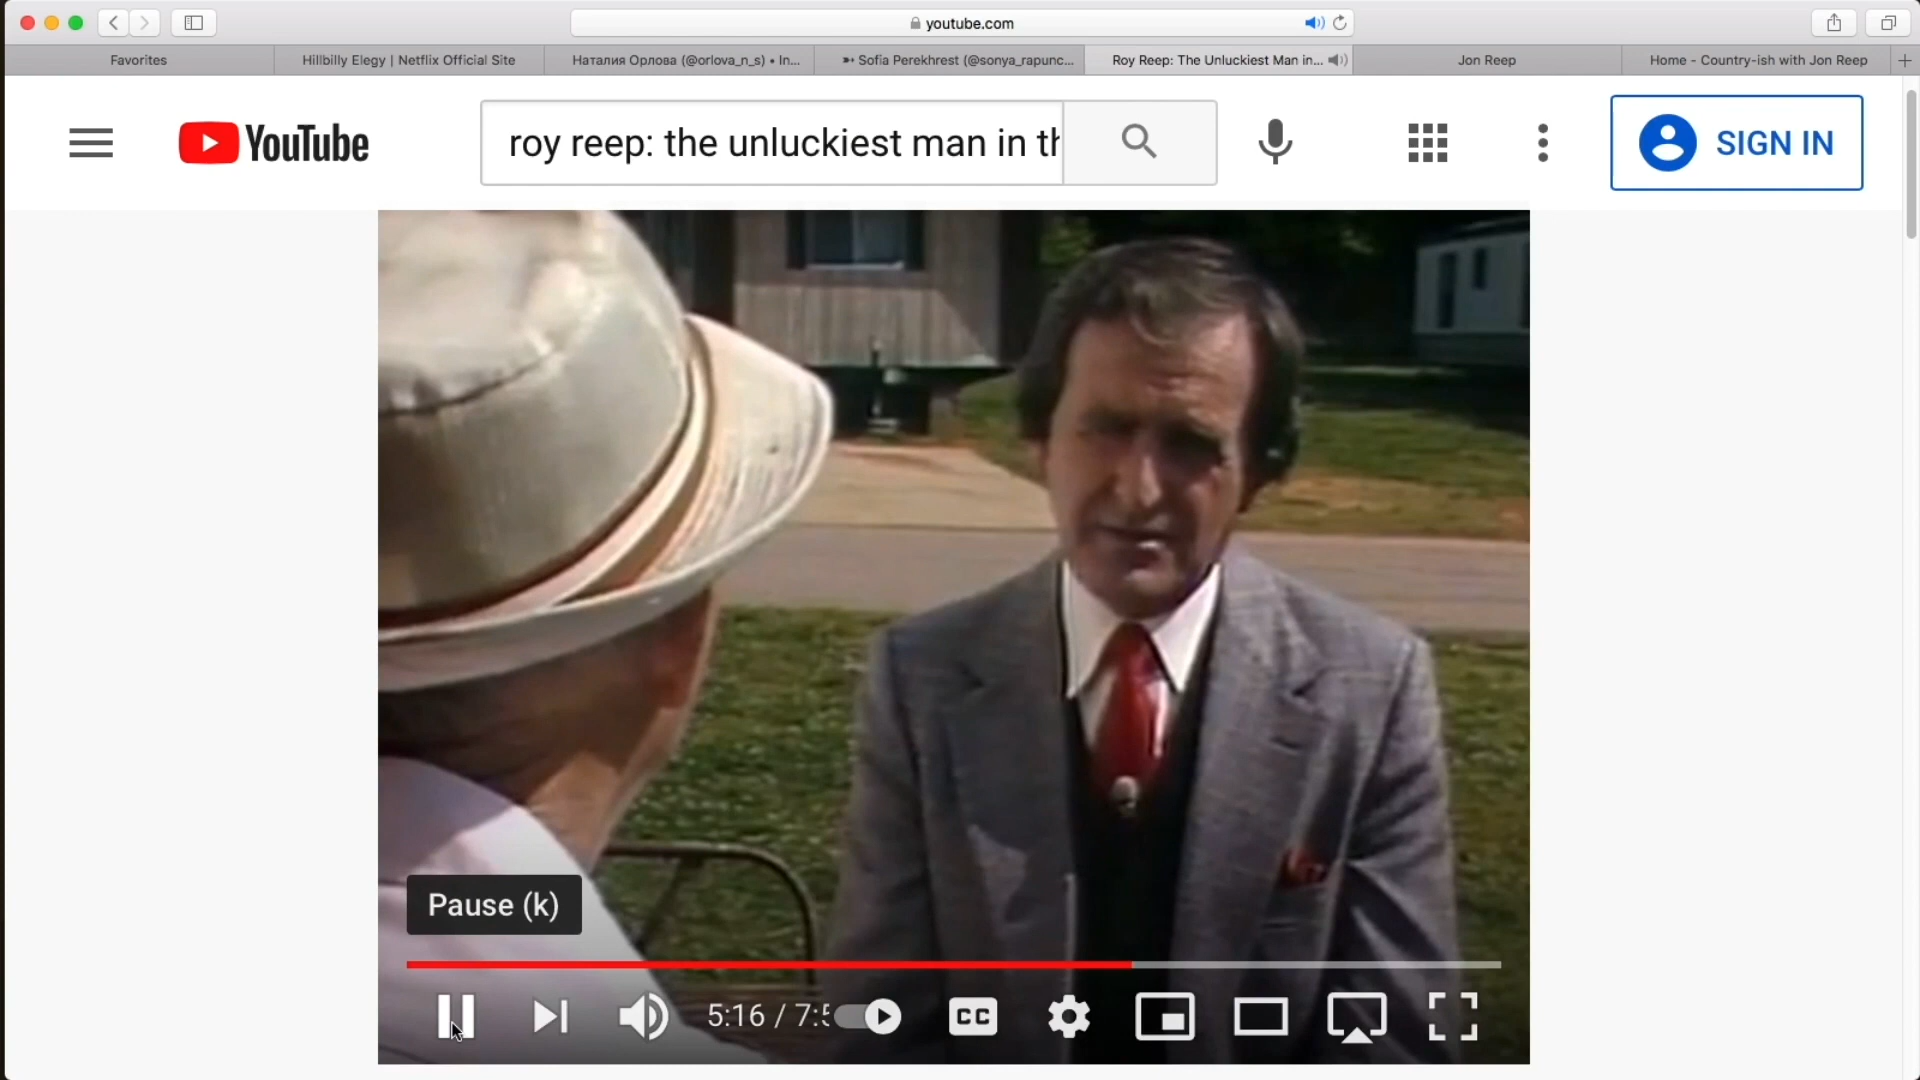 youtube.com
Favorites
Hillbilly Elegy | Netflix Official Site
Наталия Орлова (@orlova_n_s) • In...
Sofia Perekhrest (@sonya_rapunc...
Roy Reep: The Unluckiest Man in...
Jon Reep
Home - Country-ish with Jon Reep
YouTube
roy reep: the unluckiest man in th
SIGN IN
Pause (k)
5:16 / 7:5
CC